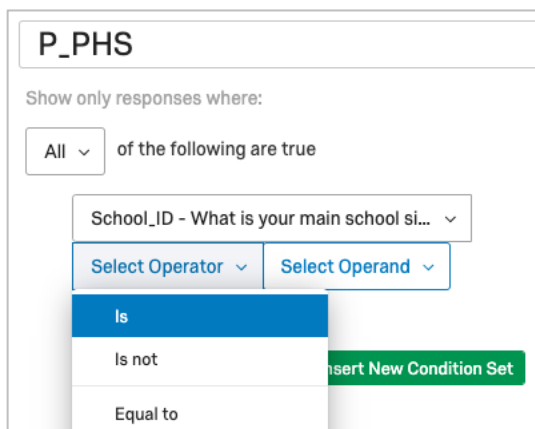 P_PHS
Show only responses where:
All of the following are true
School_ID - What is your main school si...
Select Operator Select Operand
Is
Is not
nsert New Condition Set
Equal to